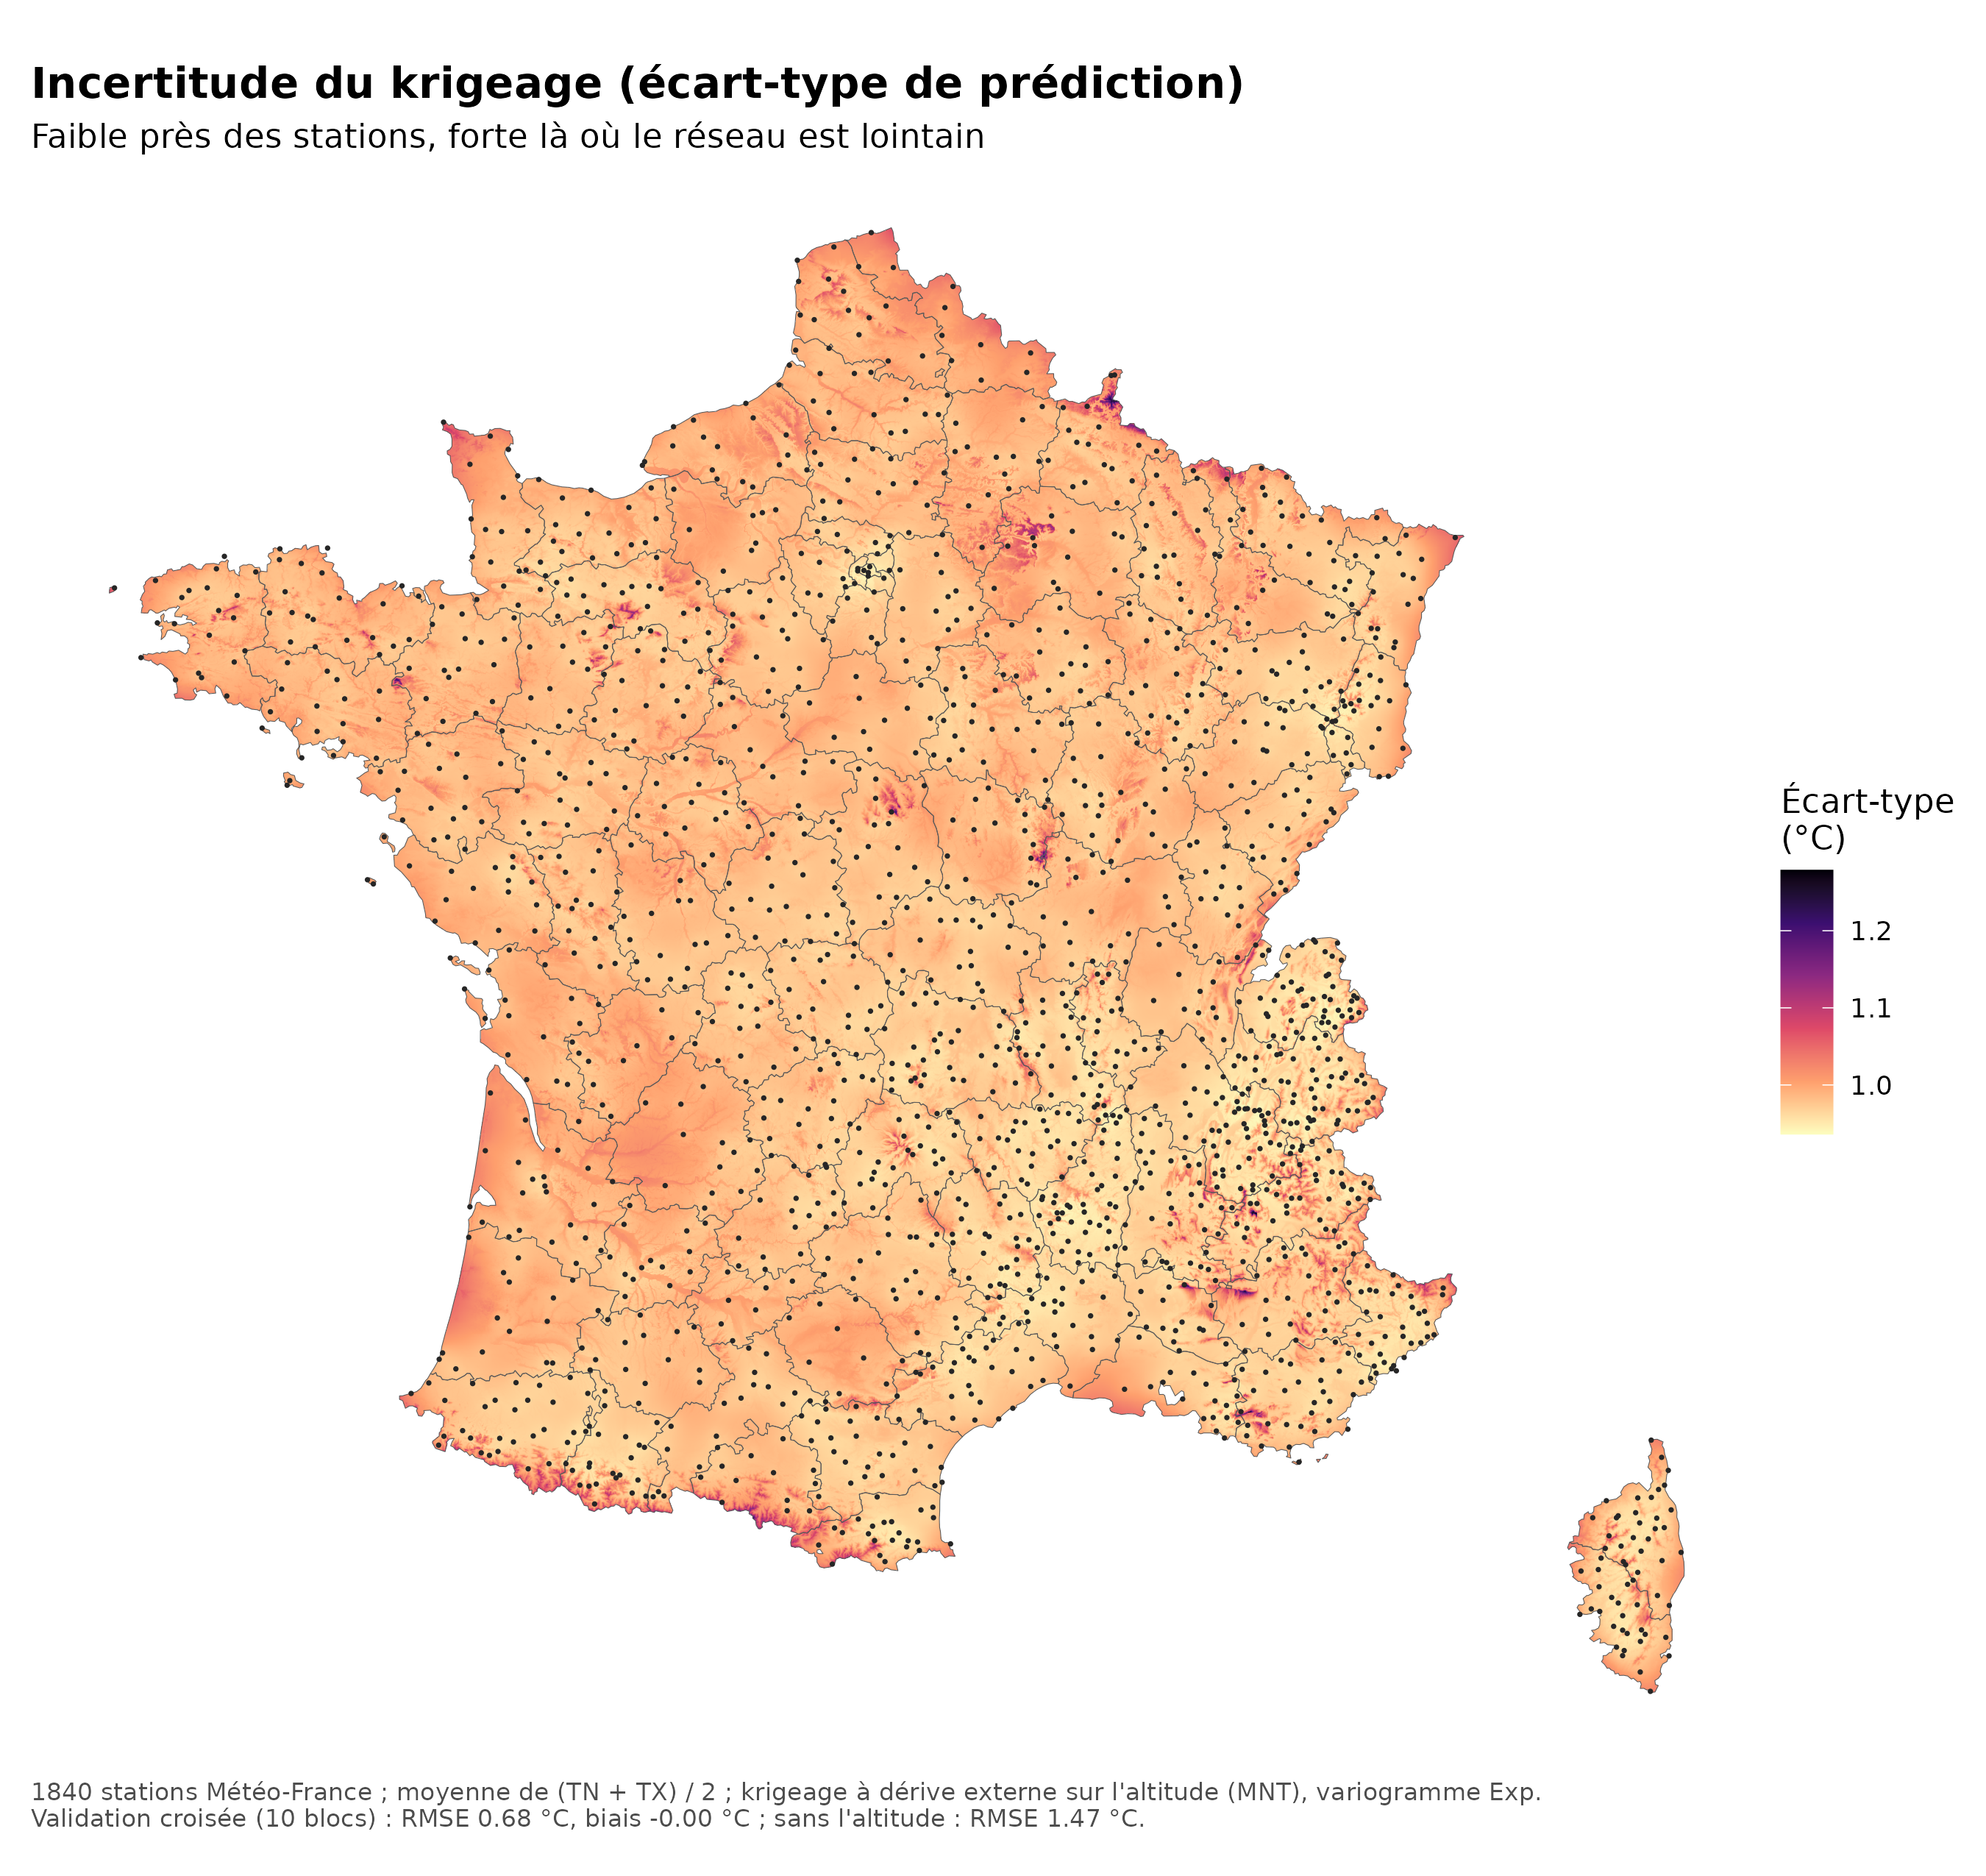 Incertitude du krigeage (écart-type de prédiction)
Faible près des stations, forte là où le réseau est lointain
Écart-type
(°C)
1.2
1.1
1.0
1840 stations Météo-France ; moyenne de (TN + TX) / 2 ; krigeage à dérive externe sur l'altitude (MNT), variogramme Exp.
Validation croisée (10 blocs) : RMSE 0.68 °C, biais -0.00 °C ; sans l'altitude : RMSE 1.47 °C.